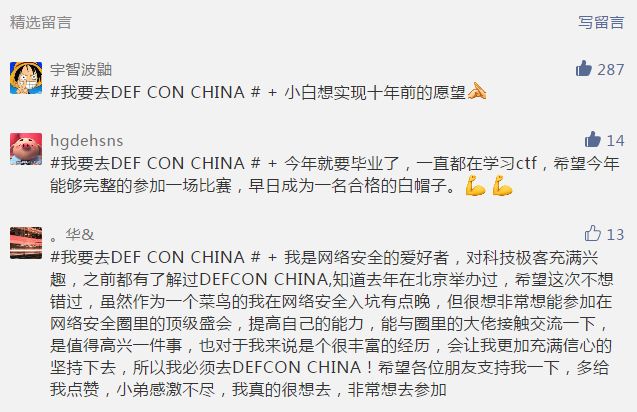 精选留言 写留言
宇智波鼬 287
#我要去DEF CON CHINA # + 小白想实现十年前的愿望
hgdehsns 14
#我要去DEF CON CHINA # + 今年就要毕业了，一直都在学习ctf，希望今年
能够完整的参加一场比赛，早日成为一名合格的白帽子。
。华& 13
#我要去DEF CON CHINA # + 我是网络安全的爱好者，对科技极客充满兴
趣，之前都有了解过DEFCON CHINA,知道去年在北京举办过，希望这次不想
错过，虽然作为一个菜鸟的我在网络安全入坑有点晚，但很想非常想能参加在
网络安全圈里的顶级盛会，提高自己的能力，能与圈里的大佬接触交流一下，
是值得高兴一件事，也对于我来说是个很丰富的经历，会让我更加充满信心的
坚持下去，所以我必须去DEFCON CHINA！希望各位朋友支持我一下，多给
我点赞，小弟感激不尽，我真的很想去，非常想去参加